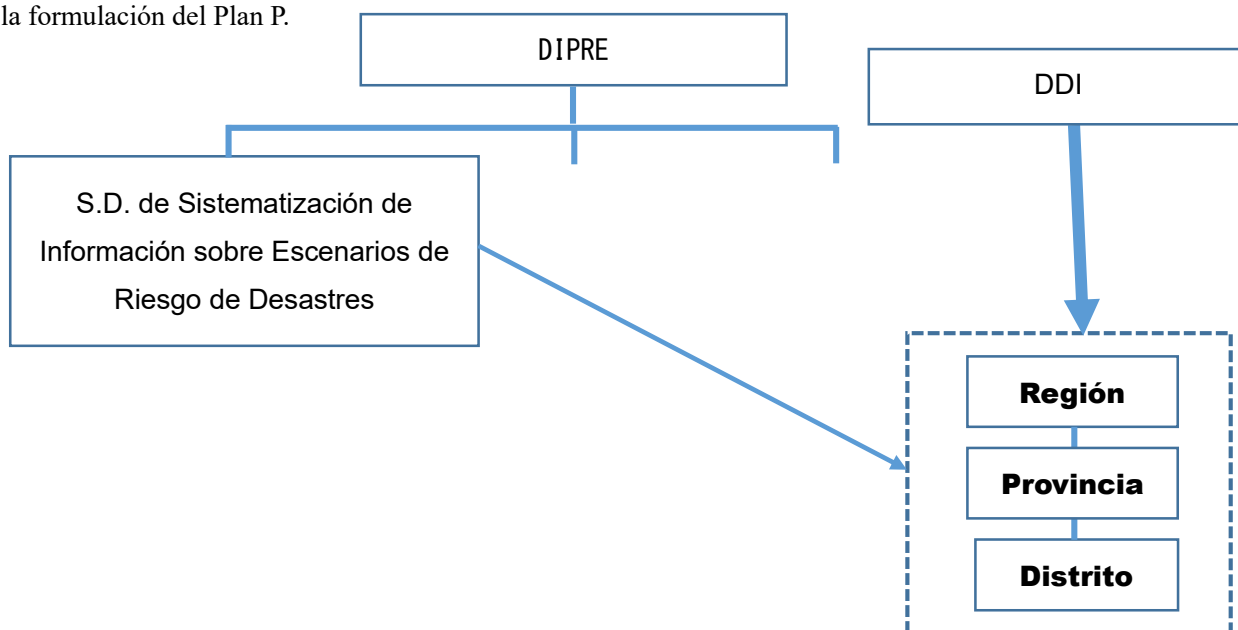 la formulación del Plan P.
DIPRE
DDI
S.D. de Sistematización de
Información sobre Escenarios de
Riesgo de Desastres
Región
Provincia
Distrito